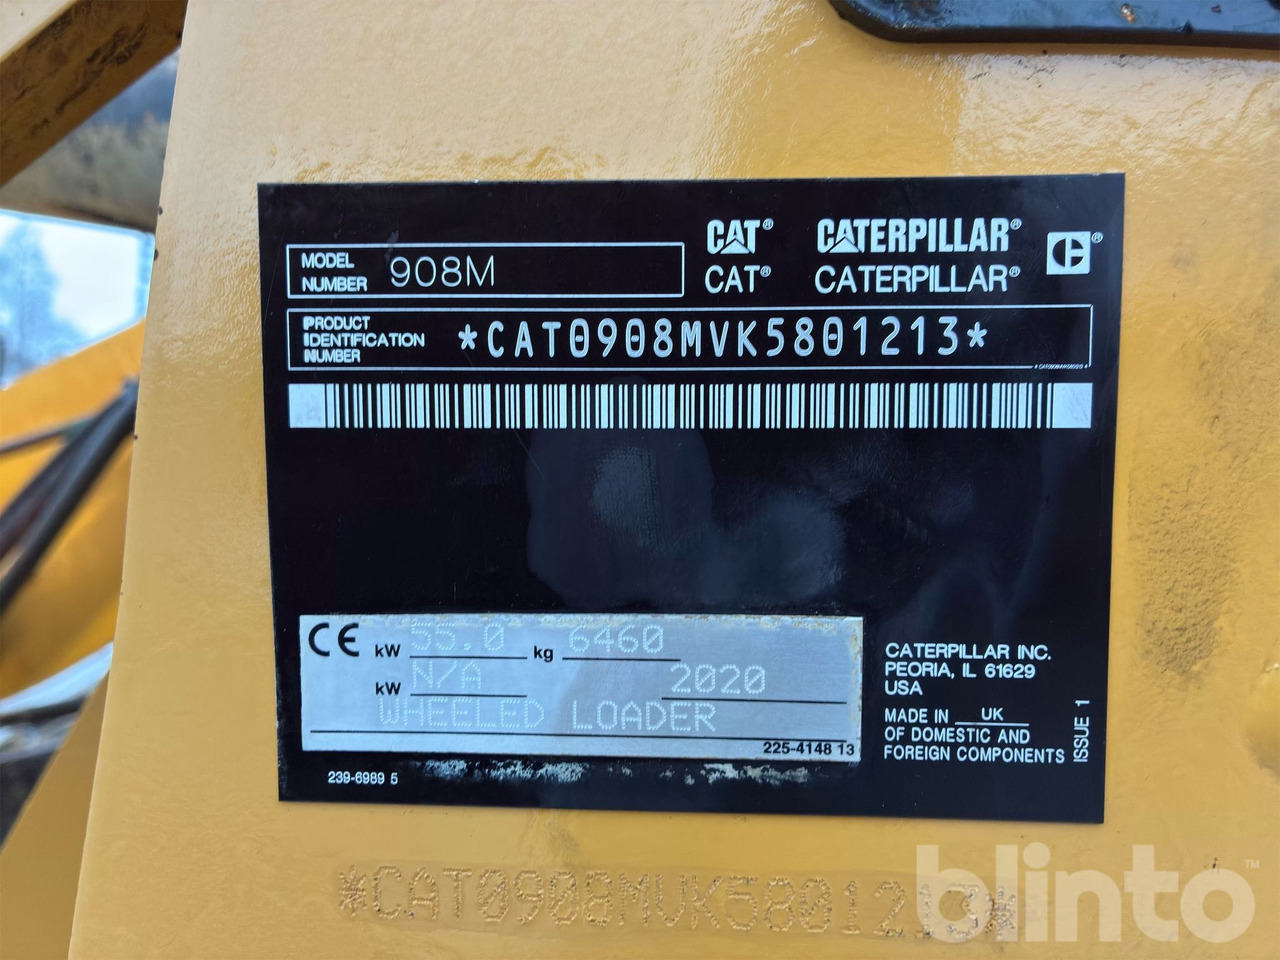 CAT® CATERPILLAR® C®
MODEL NUMBER 908M
CAT® CATERPILLAR®
PRODUCT IDENTIFICATION NUMBER *CAT0908MVK5801213*
CE kW 55.0 kg 6460
kW N/A 2020
WHEELED LOADER
225-4148 13
239-6989 5
CATERPILLAR INC.
PEORIA, IL 61629
USA
MADE IN UK
OF DOMESTIC AND
FOREIGN COMPONENTS
ISSUE 1
*CAT0908MVK5801213*
blinto™